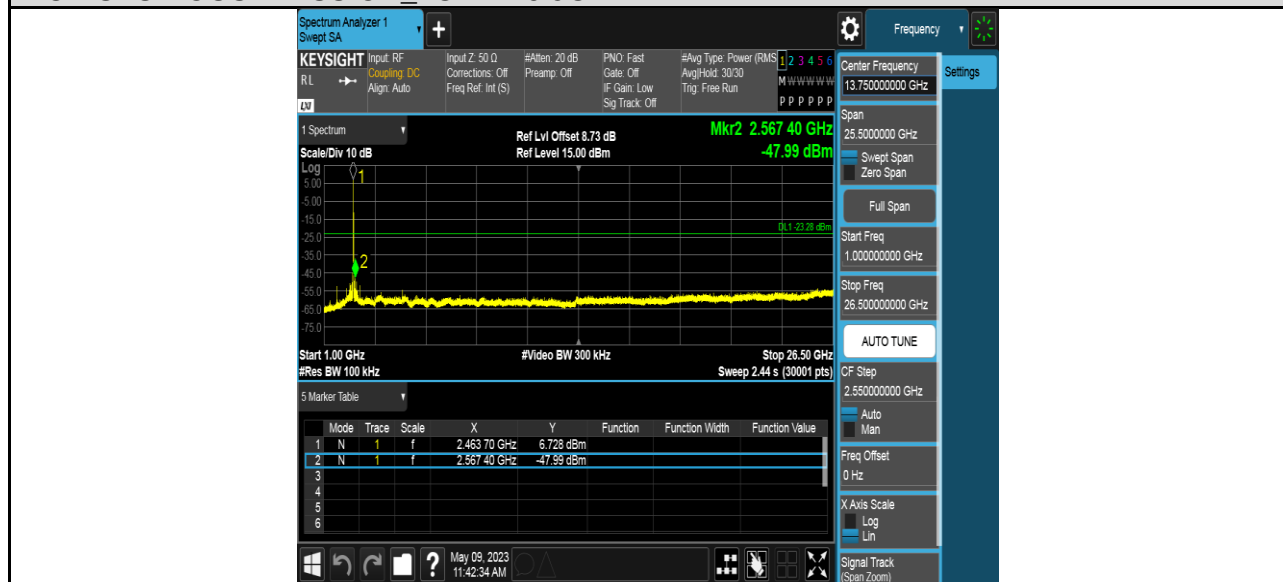 Spectrum Analyzer 1
Swept SA
+
Frequency
KEYSIGHT
RL
LXI
Input: RF
Coupling: DC
Align: Auto
Input Z: 50 Ω
Corrections: Off
Freq Ref: Int (S)
#Atten: 20 dB
Preamp: Off
PNO: Fast
Gate: Off
IF Gain: Low
Sig Track: Off
#Avg Type: Power (RMS
Avg|Hold: 30/30
Trig: Free Run
1 2 3 4 5 6
M W W W W W
P P P P P P
1 Spectrum
Scale/Div 10 dB
Ref Lvl Offset 8.73 dB
Ref Level 15.00 dBm
Mkr2 2.567 40 GHz
-47.99 dBm
Log
1
5.00
-5.00
-15.0
DL1 -23.28 dBm
-25.0
-35.0
2
-45.0
-55.0
-65.0
-75.0
Start 1.00 GHz
#Video BW 300 kHz
Stop 26.50 GHz
#Res BW 100 kHz
Sweep 2.44 s (30001 pts)
5 Marker Table
Mode Trace Scale X Y Function Function Width Function Value
1 N 1 f 2.463 70 GHz 6.728 dBm
2 N 1 f 2.567 40 GHz -47.99 dBm
3
4
5
6
?
May 09, 2023
11:42:34 AM
Center Frequency
13.750000000 GHz
Settings
Span
25.5000000 GHz
Swept Span
Zero Span
Full Span
Start Freq
1.000000000 GHz
Stop Freq
26.500000000 GHz
AUTO TUNE
CF Step
2.550000000 GHz
Auto
Man
Freq Offset
0 Hz
X Axis Scale
Log
Lin
Signal Track
(Span Zoom)